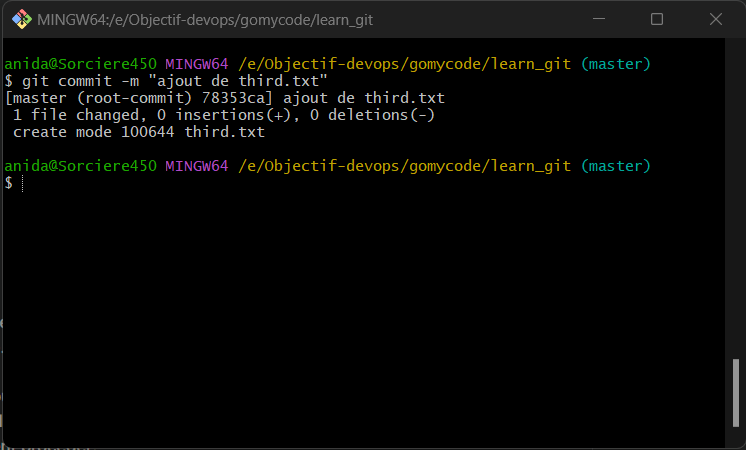 MINGW64:/e/Objectif-devops/gomycode/learn_git
anida@Sorciere450 MINGW64 /e/Objectif-devops/gomycode/learn_git (master)
$ git commit -m "ajout de third.txt"
[master (root-commit) 78353ca] ajout de third.txt
 1 file changed, 0 insertions(+), 0 deletions(-)
 create mode 100644 third.txt
anida@Sorciere450 MINGW64 /e/Objectif-devops/gomycode/learn_git (master)
$